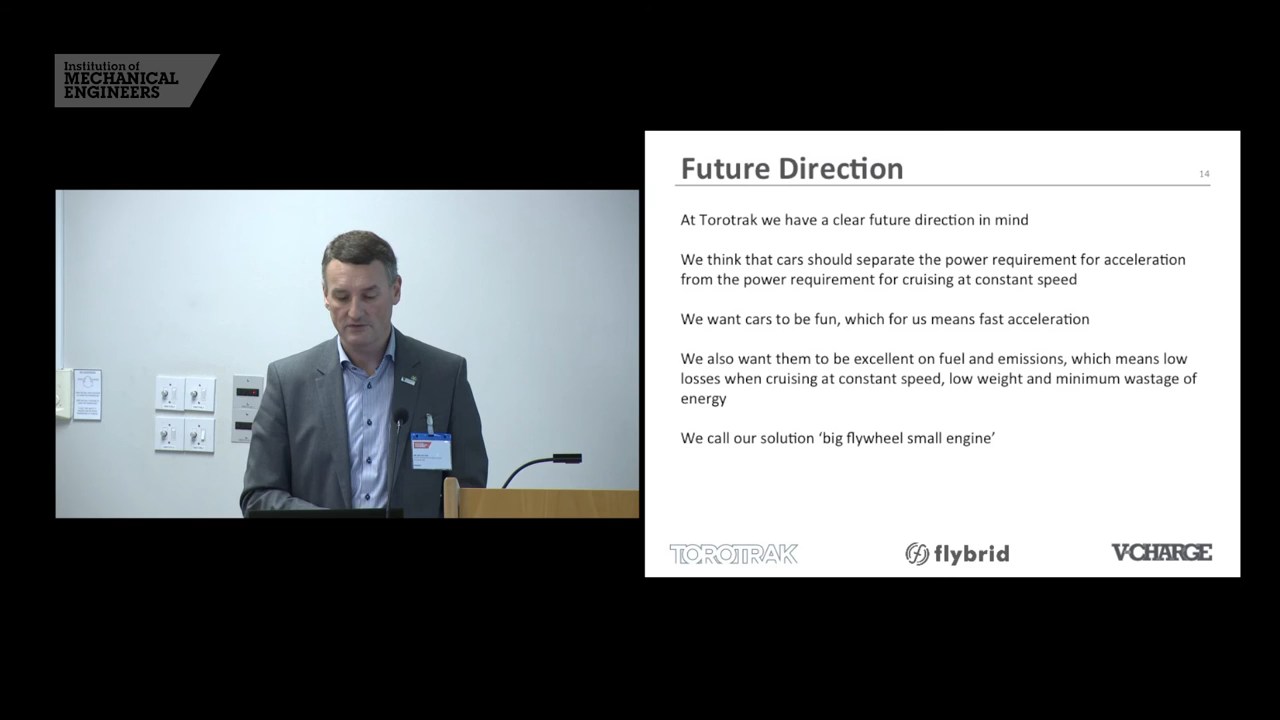 Institution of
MECHANICAL
ENGINEERS
Future Direction
14
At Torotrak we have a clear future direction in mind
We think that cars should separate the power requirement for acceleration
from the power requirement for cruising at constant speed
We want cars to be fun, which for us means fast acceleration
We also want them to be excellent on fuel and emissions, which means low
losses when cruising at constant speed, low weight and minimum wastage of
energy
We call our solution ‘big flywheel small engine’
TOROTRAK
flybrid
V-CHARGE